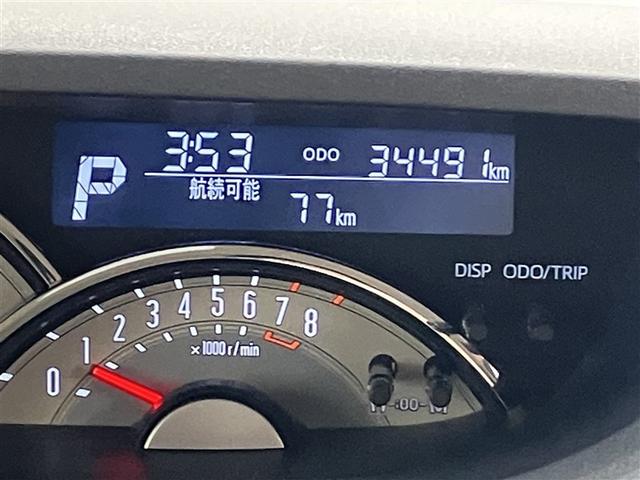 P 3:53 ODO 34491km
航続可能
77km
DISP ODO/TRIP
0 1 2 3 4 5 6 7 8
×1000r/min